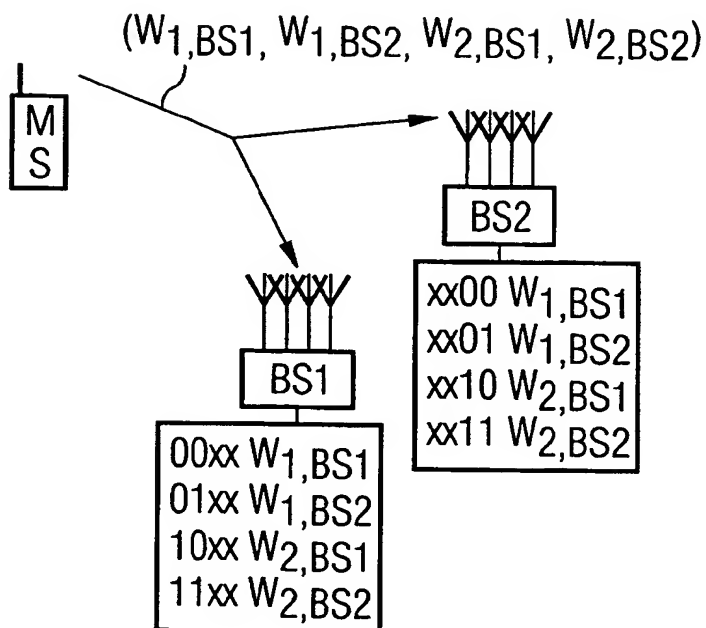 (W1,BS1, W1,BS2, W2,BS1, W2,BS2)
M
S
BS2
xx00 W1,BS1
xx01 W1,BS2
xx10 W2,BS1
xx11 W2,BS2
BS1
00xx W1,BS1
01xx W1,BS2
10xx W2,BS1
11xx W2,BS2